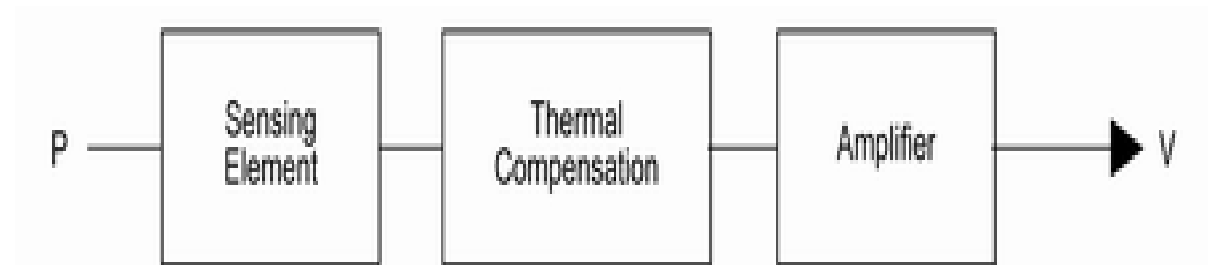 P
Sensing
Element
Thermal
Compensation
Amplifier
V